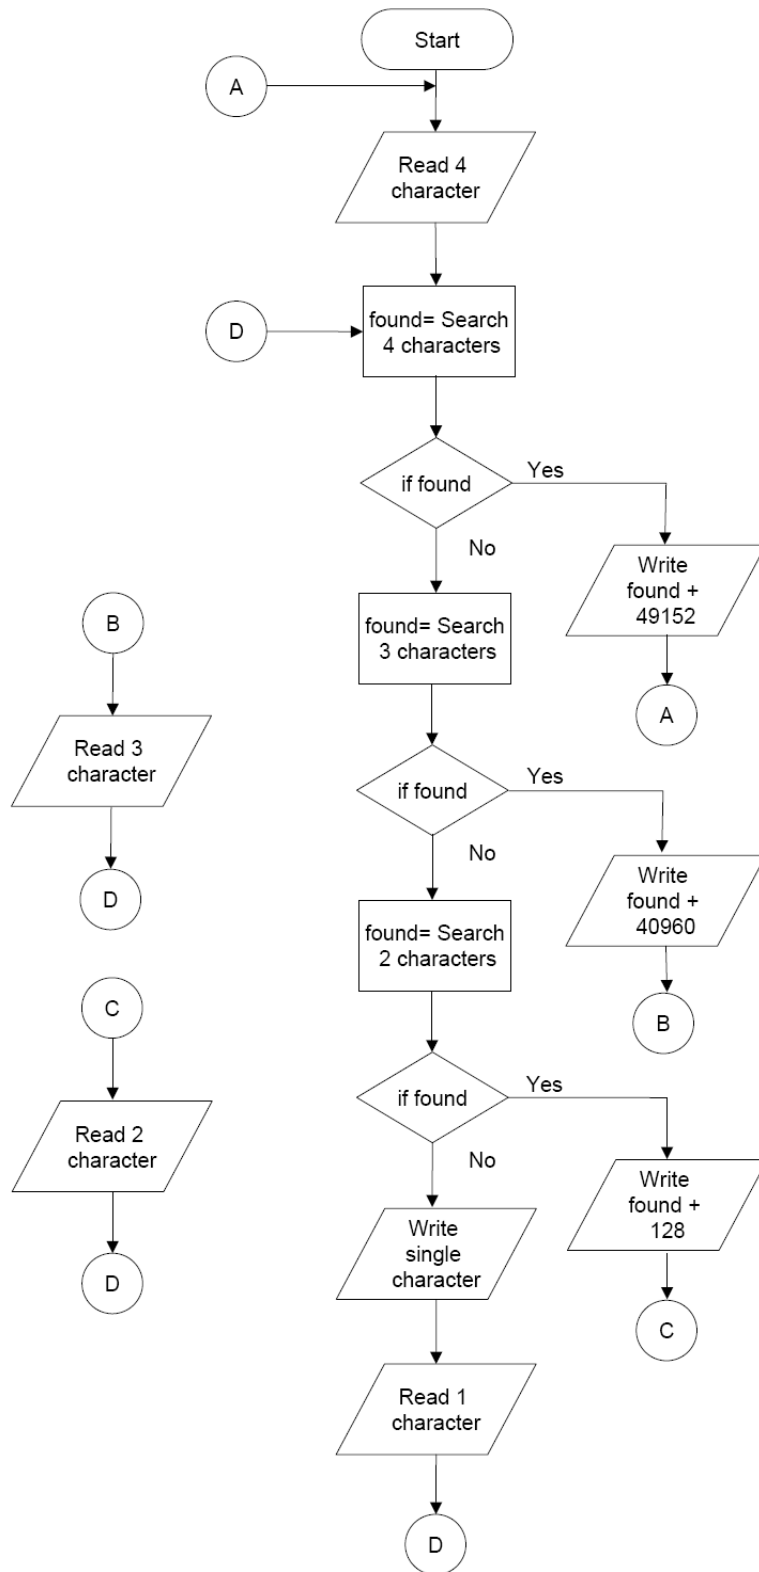 Start
A
Read 4
character
D
found= Search
4 characters
if found
Yes
No
Write
found +
49152
A
found= Search
3 characters
B
Read 3
character
D
if found
Yes
No
Write
found +
40960
B
found= Search
2 characters
C
Read 2
character
D
if found
Yes
No
Write
found +
128
C
Write
single
character
Read 1
character
D